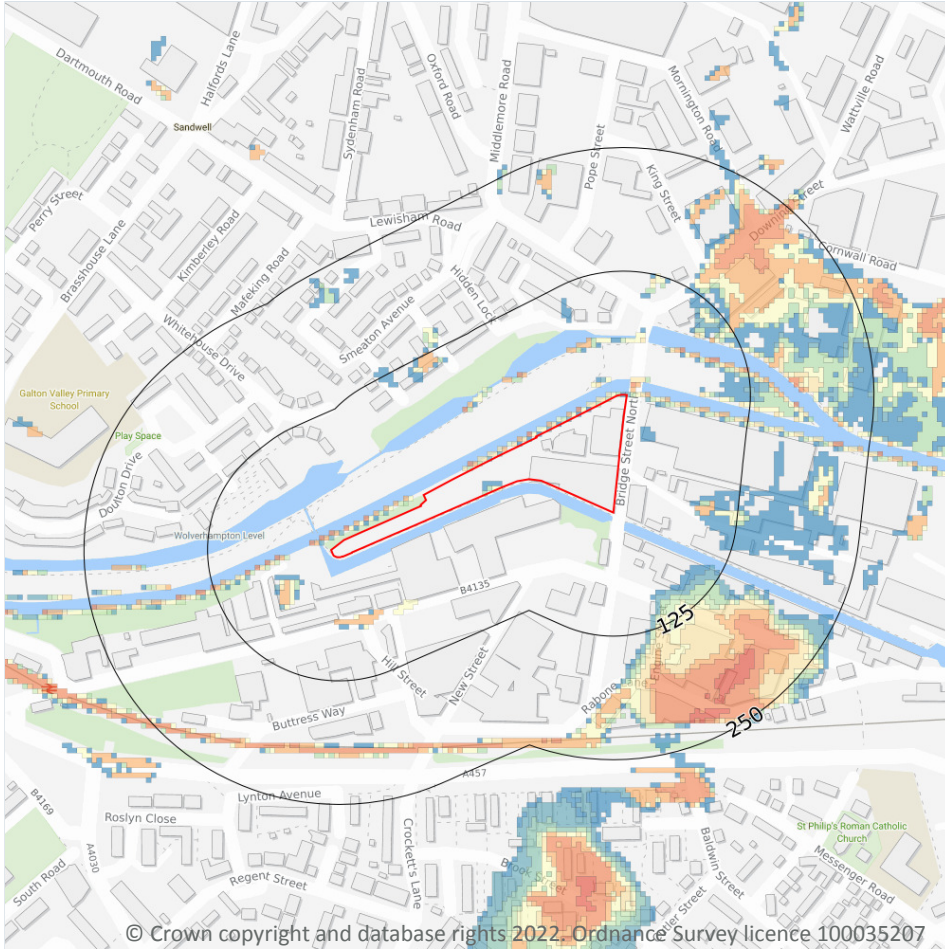 Dartmouth Road
Halfords Lane
Sydenham Road
Oxford Road
Middlemore Road
Mornington Road
Wattville Road
Sandwell
Pope Street
King Street
Perry Street
Brasshouse Lane
Kimberley Road
Mafeking Road
Lewisham Road
Hidden Lock
Cornwall Road
Whitehouse Drive
Smeaton Avenue
Galton Valley Primary
School
Play Space
Doulton Drive
Bridge Street North
Wolverhampton Level
B4135
125
Hill Street
New Street
Rabone
250
Buttress Way
A457
Lynton Avenue
B4169
A4030
Roslyn Close
Crockett's Lane
Baldwin Street
St Philip's Roman Catholic
Church
Messenger Road
South Road
Regent Street
© Crown copyright and database rights 2022. Ordnance Survey licence 100035207